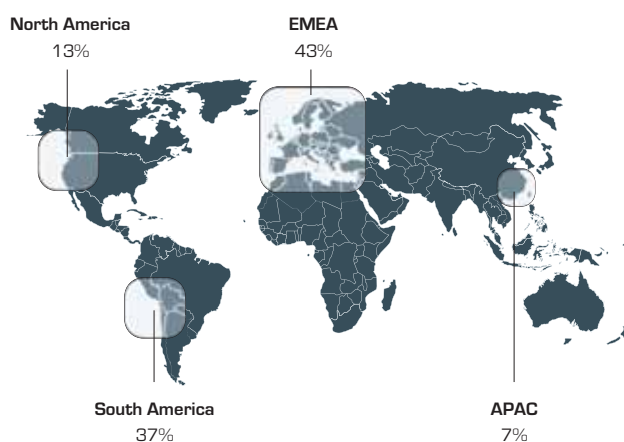 North America
13%
EMEA
43%
South America
37%
APAC
7%